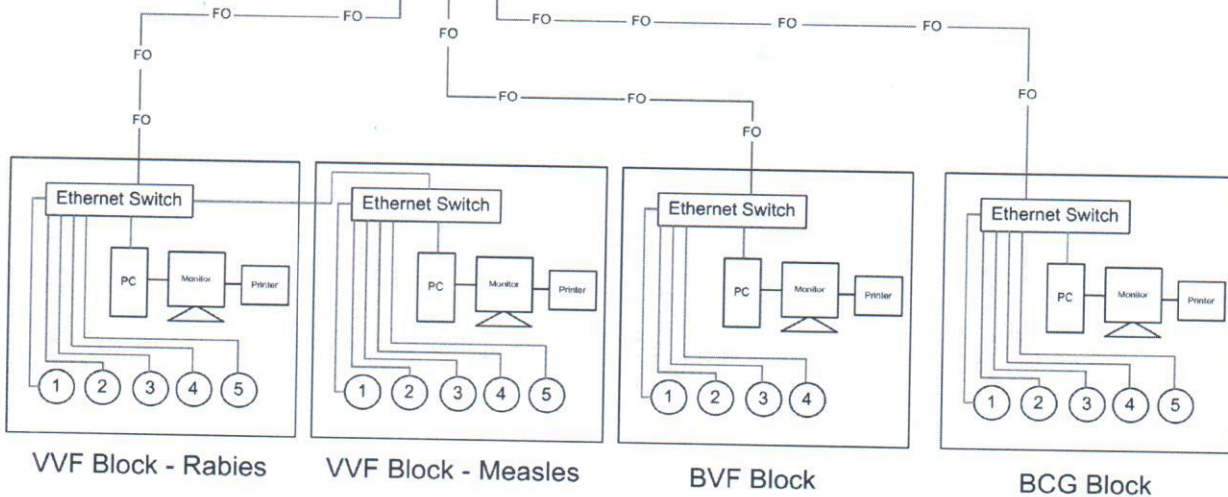 FO FO FO FO FO FO
FO FO
FO FO FO
FO FO
Ethernet Switch
PC Monitor Printer
1 2 3 4 5
VVF Block - Rabies
Ethernet Switch
PC Monitor Printer
1 2 3 4 5
VVF Block - Measles
Ethernet Switch
PC Monitor Printer
1 2 3 4
BVF Block
Ethernet Switch
PC Monitor Printer
1 2 3 4 5
BCG Block